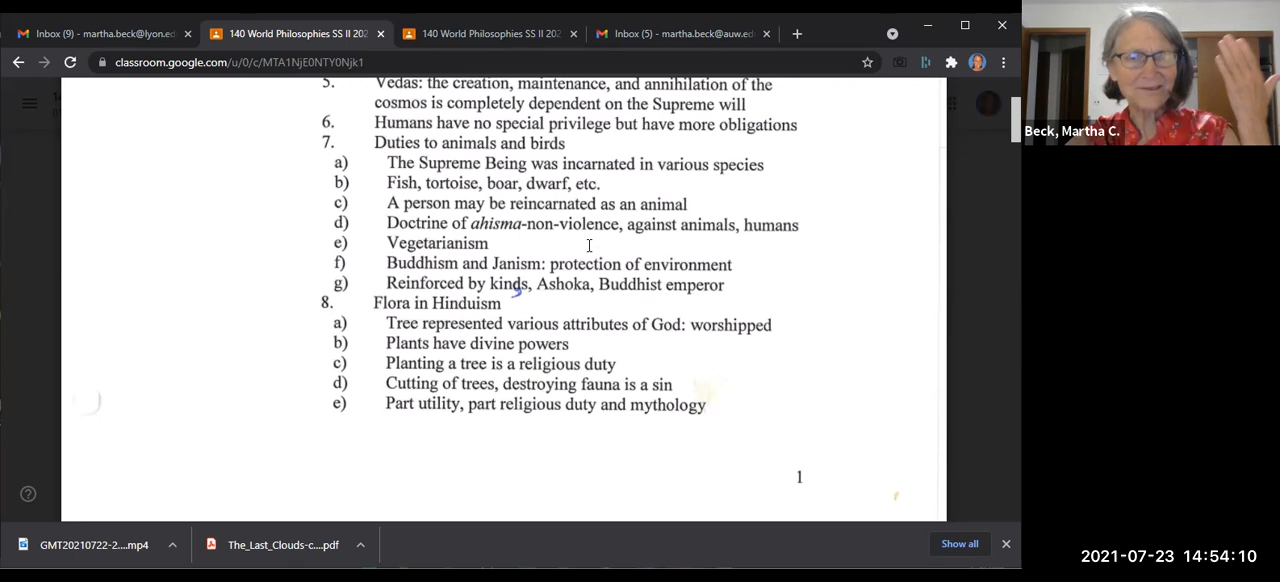 Inbox (9) - martha.beck@lyon.ed
140 World Philosophies SS II 202
140 World Philosophies SS II 202
Inbox (5) - martha.beck@auw.ed
classroom.google.com/u/0/c/MTA1NjE0NTY0Njk1
5. Vedas: the creation, maintenance, and annihilation of the
cosmos is completely dependent on the Supreme will
6. Humans have no special privilege but have more obligations
7. Duties to animals and birds
a) The Supreme Being was incarnated in various species
b) Fish, tortoise, boar, dwarf, etc.
c) A person may be reincarnated as an animal
d) Doctrine of ahisma-non-violence, against animals, humans
e) Vegetarianism
f) Buddhism and Janism: protection of environment
g) Reinforced by kinds, Ashoka, Buddhist emperor
8. Flora in Hinduism
a) Tree represented various attributes of God: worshipped
b) Plants have divine powers
c) Planting a tree is a religious duty
d) Cutting of trees, destroying fauna is a sin
e) Part utility, part religious duty and mythology
1
GMT20210722-2....mp4
The_Last_Clouds-c....pdf
Show all
Beck, Martha C.
2021-07-23 14:54:10